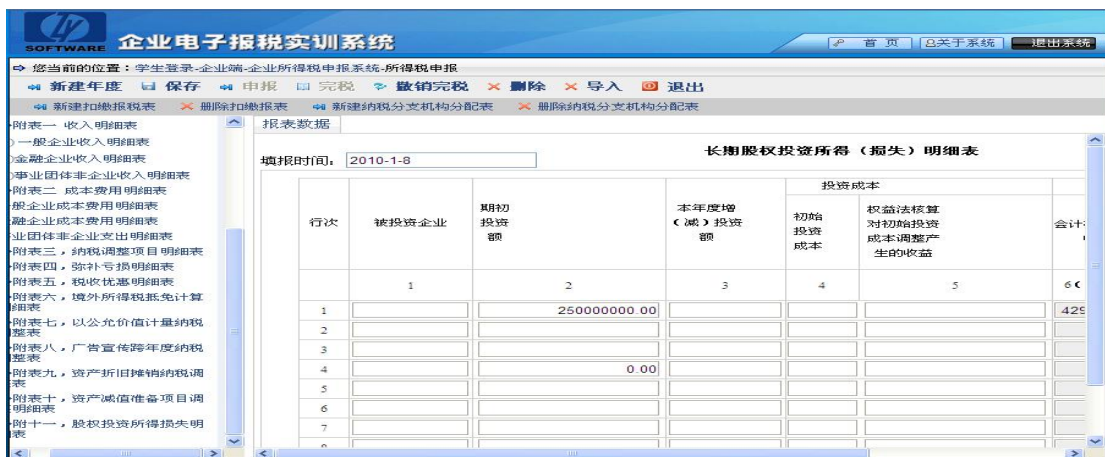 SOFTWARE 企业电子报税实训系统
首 页 关于系统 退出系统
您当前的位置：学生登录-企业端-企业所得税申报系统-所得税申报
新建年度 保存 申报 完税 撤销完税 删除 导入 退出
新建扣缴报税表 删除扣缴报表 新建纳税分支机构分配表 删除纳税分支机构分配表
附表一 收入明细表
一般企业收入明细表
金融企业收入明细表
事业团体非企业收入明细表
附表二 成本费用明细表
般企业成本费用明细表
融企业成本费用明细表
业团体非企业支出明细表
附表三，纳税调整项目明细表
附表四，弥补亏损明细表
附表五，税收优惠明细表
附表六，境外所得税抵免计算
细表
附表七，以公允价值计量纳税
整表
附表八，广告宣传跨年度纳税
整表
附表九，资产折旧摊销纳税调
表
附表十，资产减值准备项目调
明细表
附十一，股权投资所得损失明
表
报表数据
长期股权投资所得（损失）明细表
填报时间： 2010-1-8
投资成本
行次 被投资企业 期初投资额 本年度增（减）投资额 初始投资成本 权益法核算对初始投资成本调整产生的收益 会计
1 2 3 4 5 6（
1 250000000.00 429
2
3
4 0.00
5
6
7